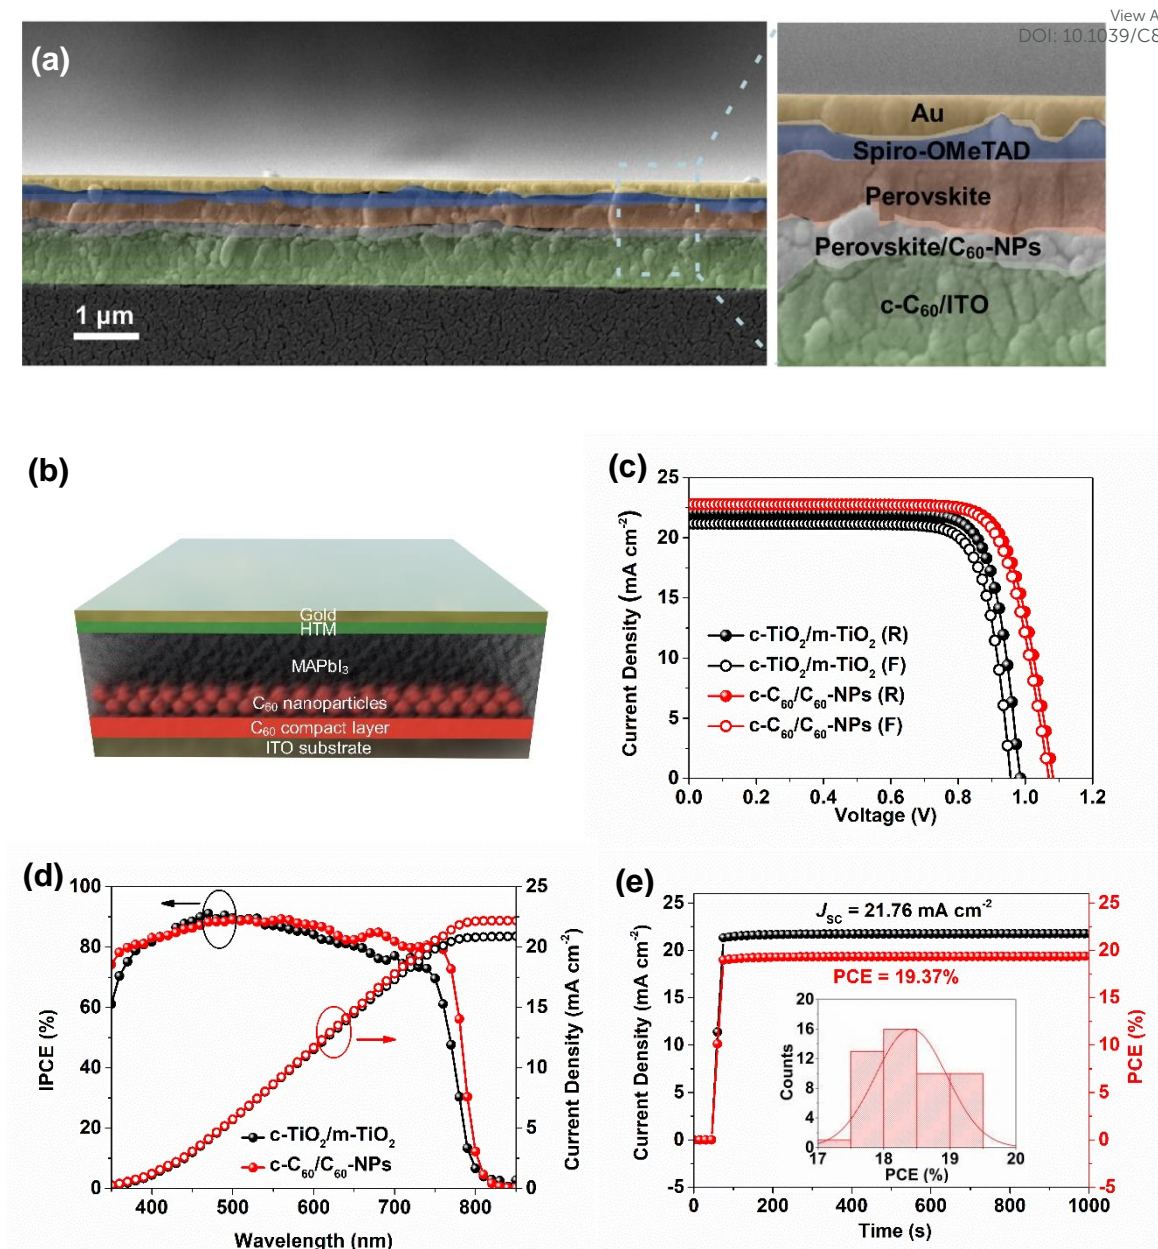 View A
DOI: 10.1039/C8
(a)
Au
Spiro-OMeTAD
Perovskite
Perovskite/C₆₀-NPs
c-C₆₀/ITO
1 μm
(b)
Gold
HTM
MAPbI₃
C₆₀ nanoparticles
C₆₀ compact layer
ITO substrate
(c)
25
20
15
10
5
0
Current Density (mA cm⁻²)
c-TiO₂/m-TiO₂ (R)
c-TiO₂/m-TiO₂ (F)
c-C₆₀/C₆₀-NPs (R)
c-C₆₀/C₆₀-NPs (F)
0.0 0.2 0.4 0.6 0.8 1.0 1.2
Voltage (V)
(d)
100
80
60
40
20
0
IPCE (%)
25
20
15
10
5
0
Current Density (mA cm⁻²)
c-TiO₂/m-TiO₂
c-C₆₀/C₆₀-NPs
400 500 600 700 800
Wavelength (nm)
(e)
25
20
15
10
5
0
-5
Current Density (mA cm⁻²)
J_SC = 21.76 mA cm⁻²
PCE = 19.37%
25
20
15
10
5
0
-5
PCE (%)
20
16
12
8
4
0
Counts
17 18 19 20
PCE (%)
0 200 400 600 800 1000
Time (s)